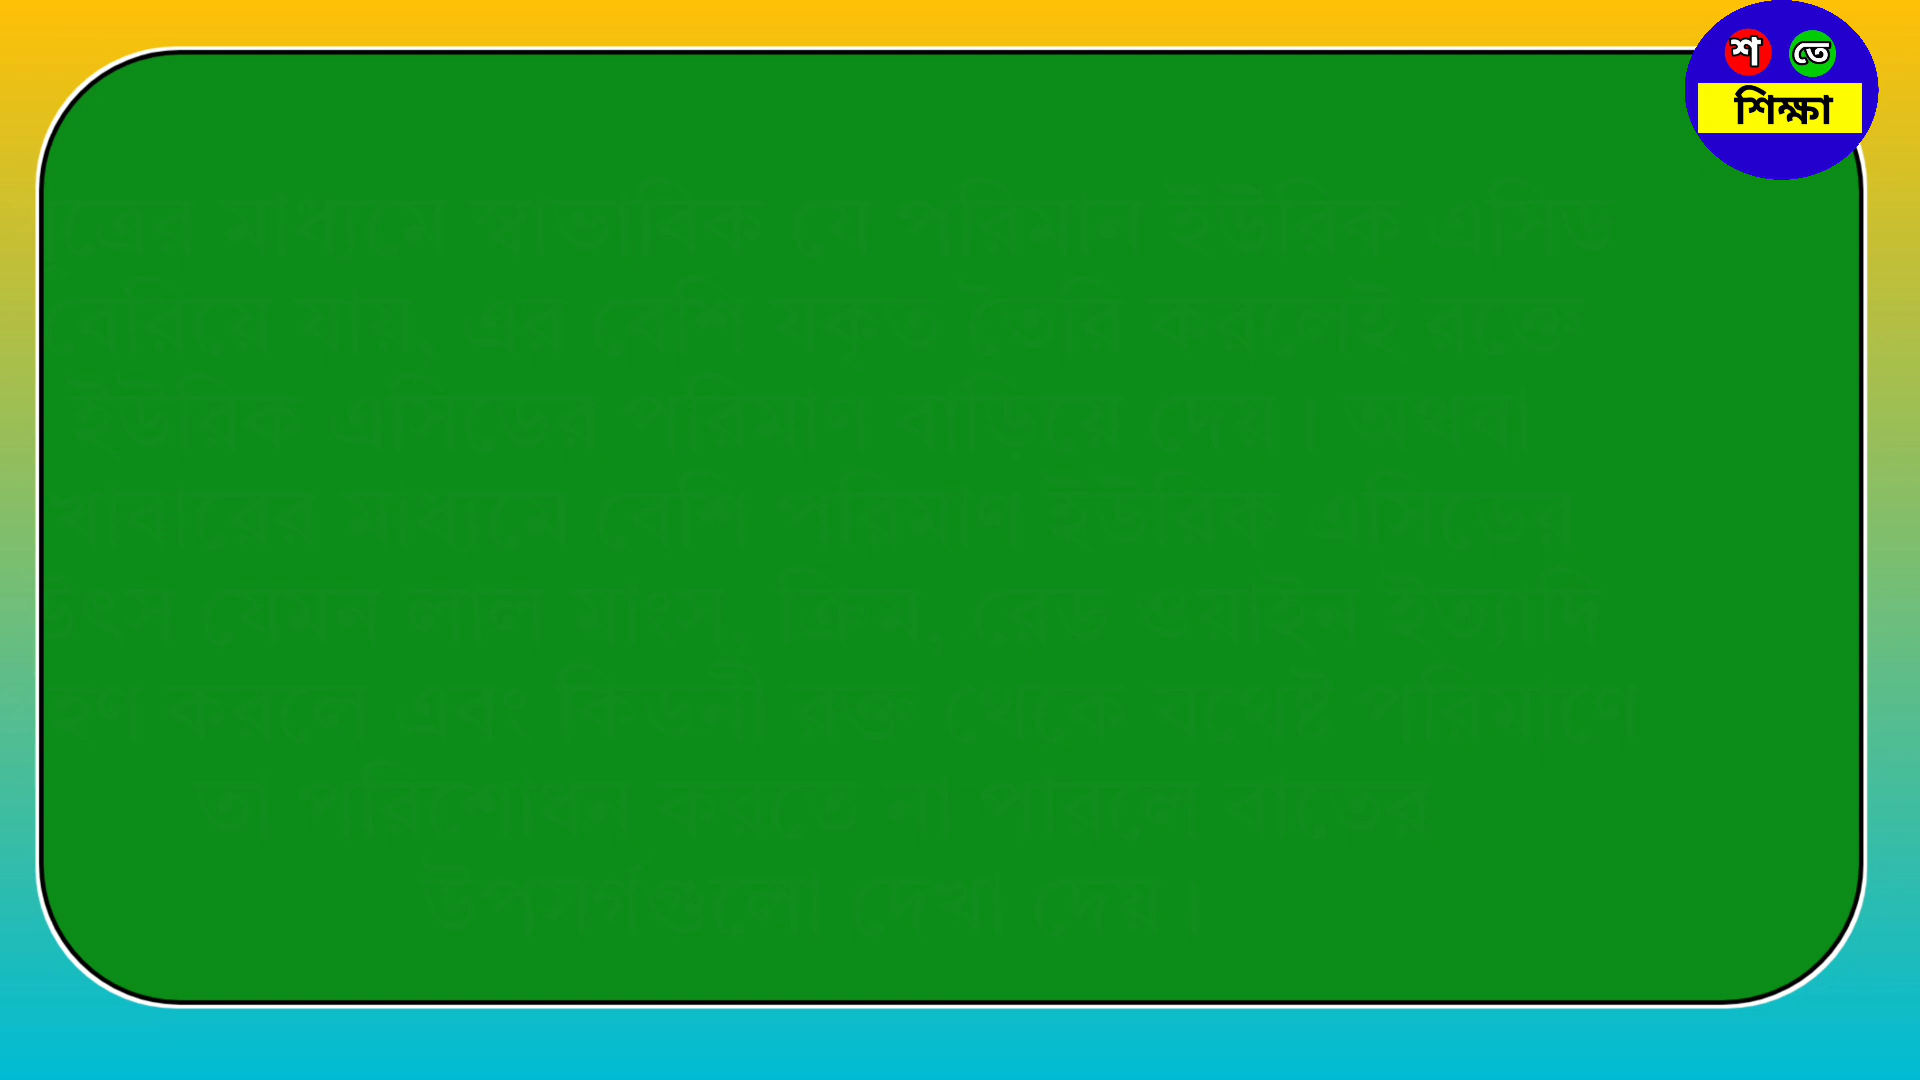 শ তে
শিক্ষা
মাধ্যমে স্বাভাবিক যে পরিমান ইউরিক এসিড
বেরিয়ে যায়, এর বেশি যকৃত তৈরি করলেই রক্তে
ইউরিক এসিডের পরিমাণ বাড়িয়ে দেয়। অথবা
খাবারের মাধ্যমে বেশি পরিমাণ ইউরিক এসিডের
উৎস যেমন লাল মাংস, ক্রিম, রেড ওয়াইন ইত্যাদি
করলে এবং কিডনী রক্ত থেকে যথেষ্ট পরিমাণে
তা পরিশোধন করতে না পারলে বাতের
উপসর্গগুলো দেখা দেয়।